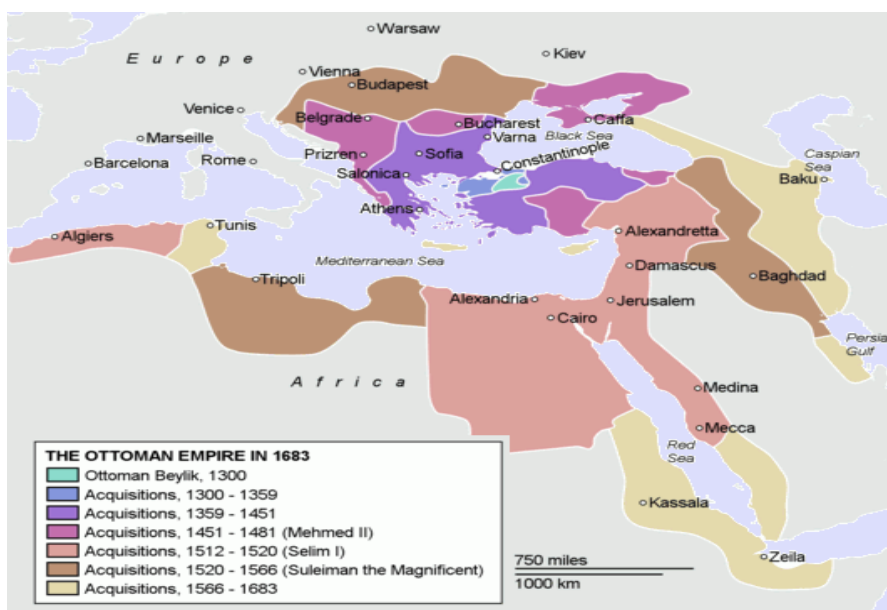 Warsaw
Kiev
Europe
Vienna
Budapest
Venice
Belgrade
Bucharest
Caffa
Black Sea
Varna
Marseille
Prizren
Sofia
Constantinople
Caspian
Sea
Barcelona
Rome
Salonica
Baku
Athens
Tunis
Algiers
Alexandretta
Mediterranean Sea
Damascus
Tripoli
Baghdad
Alexandria
Jerusalem
Cairo
Persian
Gulf
Africa
Medina
Mecca
Red
Sea
Kassala
Zeila
THE OTTOMAN EMPIRE IN 1683
Ottoman Beylik, 1300
Acquisitions, 1300 - 1359
Acquisitions, 1359 - 1451
Acquisitions, 1451 - 1481 (Mehmed II)
Acquisitions, 1512 - 1520 (Selim I)
Acquisitions, 1520 - 1566 (Suleiman the Magnificent)
Acquisitions, 1566 - 1683
750 miles
1000 km